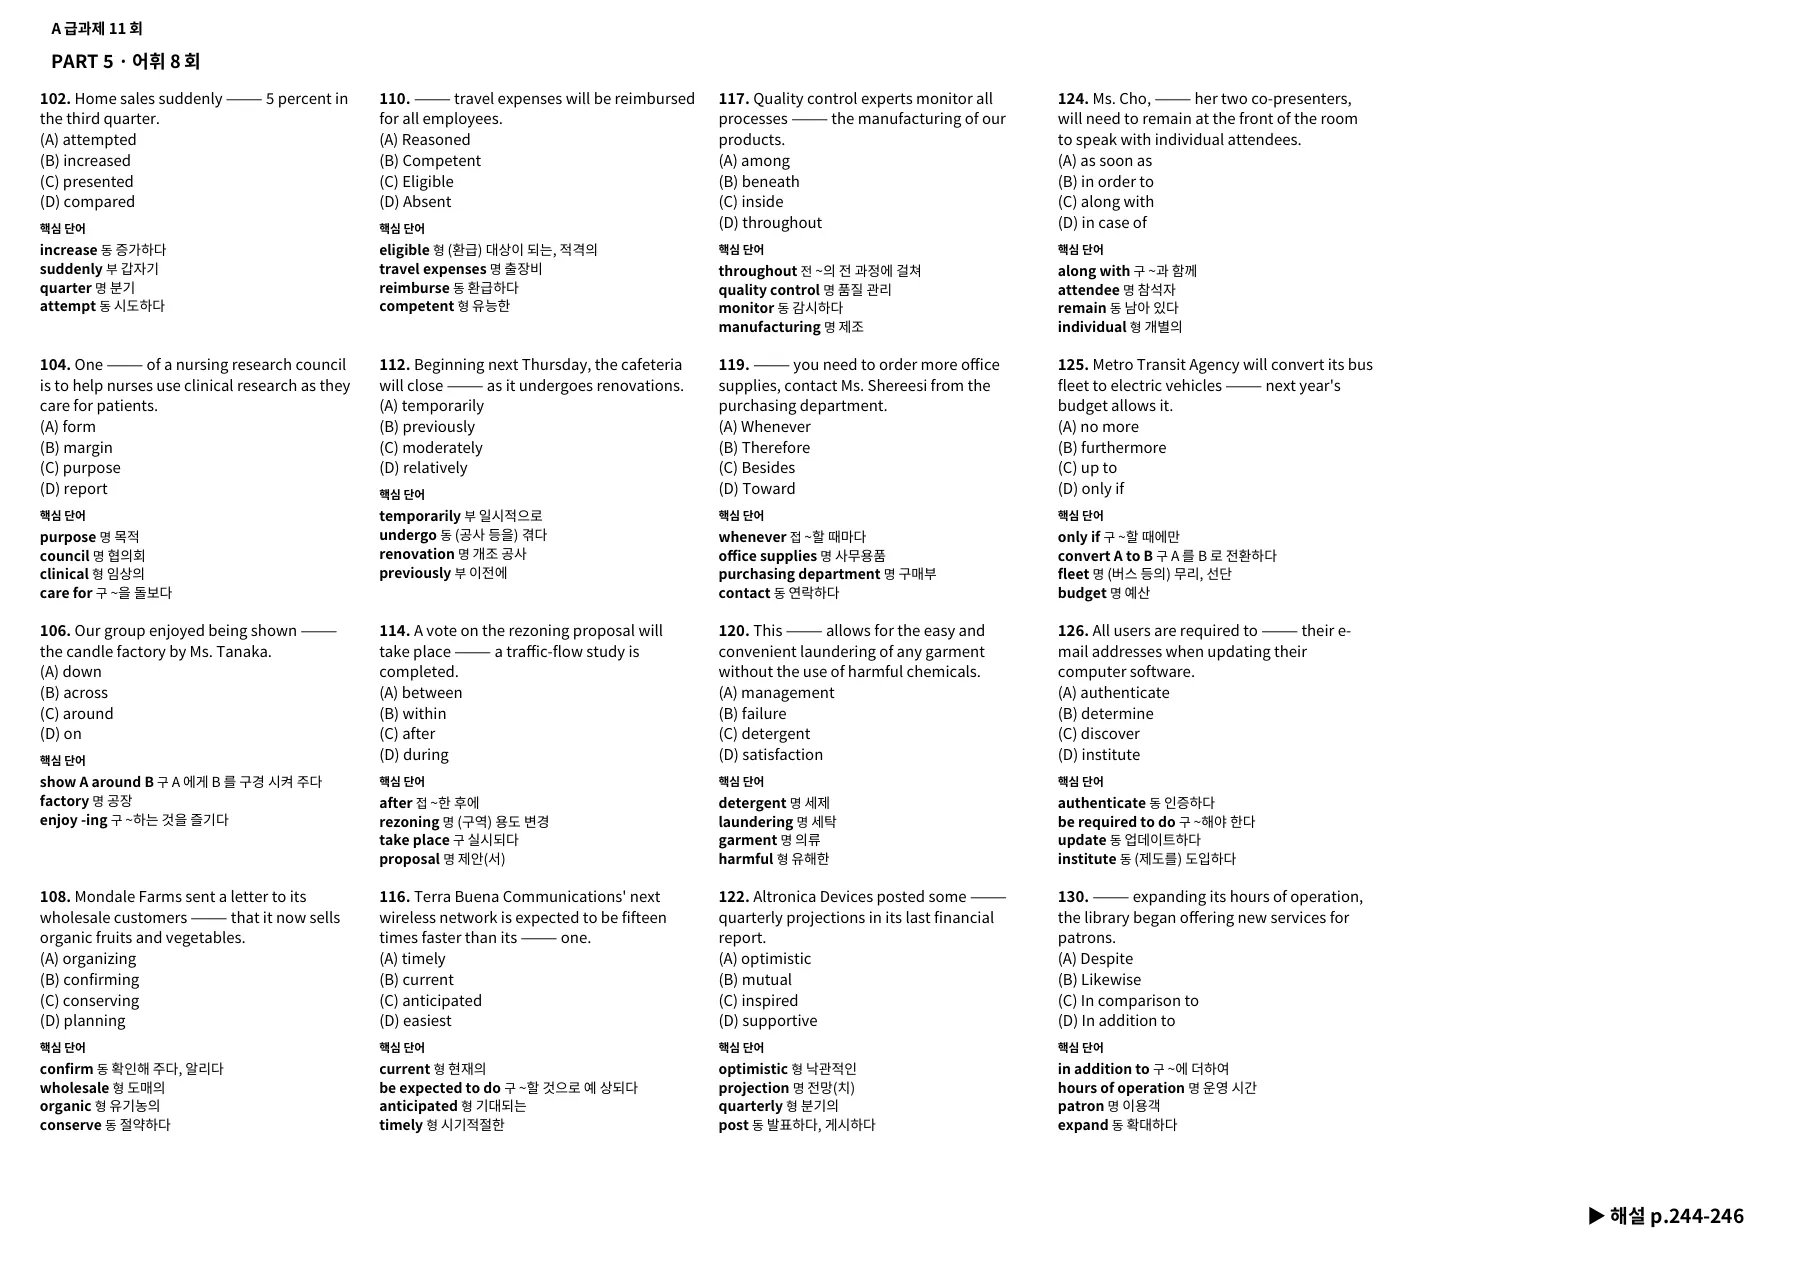 A 급과제 11 회
PART 5 · 어휘 8 회
102. Home sales suddenly ――― 5 percent in
the third quarter.
(A) attempted
(B) increased
(C) presented
(D) compared
핵심 단어
increase 동 증가하다
suddenly 부 갑자기
quarter 명 분기
attempt 동 시도하다
104. One ――― of a nursing research council
is to help nurses use clinical research as they
care for patients.
(A) form
(B) margin
(C) purpose
(D) report
핵심 단어
purpose 명 목적
council 명 협의회
clinical 형 임상의
care for 구 ~을 돌보다
106. Our group enjoyed being shown ―――
the candle factory by Ms. Tanaka.
(A) down
(B) across
(C) around
(D) on
핵심 단어
show A around B 구 A 에게 B 를 구경 시켜 주다
factory 명 공장
enjoy -ing 구 ~하는 것을 즐기다
108. Mondale Farms sent a letter to its
wholesale customers ――― that it now sells
organic fruits and vegetables.
(A) organizing
(B) confirming
(C) conserving
(D) planning
핵심 단어
confirm 동 확인해 주다, 알리다
wholesale 형 도매의
organic 형 유기농의
conserve 동 절약하다
110. ――― travel expenses will be reimbursed
for all employees.
(A) Reasoned
(B) Competent
(C) Eligible
(D) Absent
핵심 단어
eligible 형 (환급) 대상이 되는, 적격의
travel expenses 명 출장비
reimburse 동 환급하다
competent 형 유능한
112. Beginning next Thursday, the cafeteria
will close ――― as it undergoes renovations.
(A) temporarily
(B) previously
(C) moderately
(D) relatively
핵심 단어
temporarily 부 일시적으로
undergo 동 (공사 등을) 겪다
renovation 명 개조 공사
previously 부 이전에
114. A vote on the rezoning proposal will
take place ――― a traffic-flow study is
completed.
(A) between
(B) within
(C) after
(D) during
핵심 단어
after 접 ~한 후에
rezoning 명 (구역) 용도 변경
take place 구 실시되다
proposal 명 제안(서)
116. Terra Buena Communications' next
wireless network is expected to be fifteen
times faster than its ――― one.
(A) timely
(B) current
(C) anticipated
(D) easiest
핵심 단어
current 형 현재의
be expected to do 구 ~할 것으로 예 상되다
anticipated 형 기대되는
timely 형 시기적절한
117. Quality control experts monitor all
processes ――― the manufacturing of our
products.
(A) among
(B) beneath
(C) inside
(D) throughout
핵심 단어
throughout 전 ~의 전 과정에 걸쳐
quality control 명 품질 관리
monitor 동 감시하다
manufacturing 명 제조
119. ――― you need to order more office
supplies, contact Ms. Shereesi from the
purchasing department.
(A) Whenever
(B) Therefore
(C) Besides
(D) Toward
핵심 단어
whenever 접 ~할 때마다
office supplies 명 사무용품
purchasing department 명 구매부
contact 동 연락하다
120. This ――― allows for the easy and
convenient laundering of any garment
without the use of harmful chemicals.
(A) management
(B) failure
(C) detergent
(D) satisfaction
핵심 단어
detergent 명 세제
laundering 명 세탁
garment 명 의류
harmful 형 유해한
122. Altronica Devices posted some ―――
quarterly projections in its last financial
report.
(A) optimistic
(B) mutual
(C) inspired
(D) supportive
핵심 단어
optimistic 형 낙관적인
projection 명 전망(치)
quarterly 형 분기의
post 동 발표하다, 게시하다
124. Ms. Cho, ――― her two co-presenters,
will need to remain at the front of the room
to speak with individual attendees.
(A) as soon as
(B) in order to
(C) along with
(D) in case of
핵심 단어
along with 구 ~과 함께
attendee 명 참석자
remain 동 남아 있다
individual 형 개별의
125. Metro Transit Agency will convert its bus
fleet to electric vehicles ――― next year's
budget allows it.
(A) no more
(B) furthermore
(C) up to
(D) only if
핵심 단어
only if 구 ~할 때에만
convert A to B 구 A 를 B 로 전환하다
fleet 명 (버스 등의) 무리, 선단
budget 명 예산
126. All users are required to ――― their e-
mail addresses when updating their
computer software.
(A) authenticate
(B) determine
(C) discover
(D) institute
핵심 단어
authenticate 동 인증하다
be required to do 구 ~해야 한다
update 동 업데이트하다
institute 동 (제도를) 도입하다
130. ――― expanding its hours of operation,
the library began offering new services for
patrons.
(A) Despite
(B) Likewise
(C) In comparison to
(D) In addition to
핵심 단어
in addition to 구 ~에 더하여
hours of operation 명 운영 시간
patron 명 이용객
expand 동 확대하다
▶ 해설 p.244-246